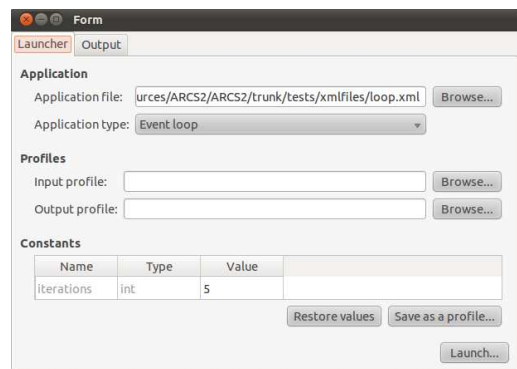 Form
Launcher Output
Application
Application file: urces/ARCS2/ARCS2/trunk/tests/xmlfiles/loop.xml Browse...
Application type: Event loop
Profiles
Input profile: Browse...
Output profile: Browse...
Constants
Name Type Value
iterations int 5
Restore values Save as a profile...
Launch...